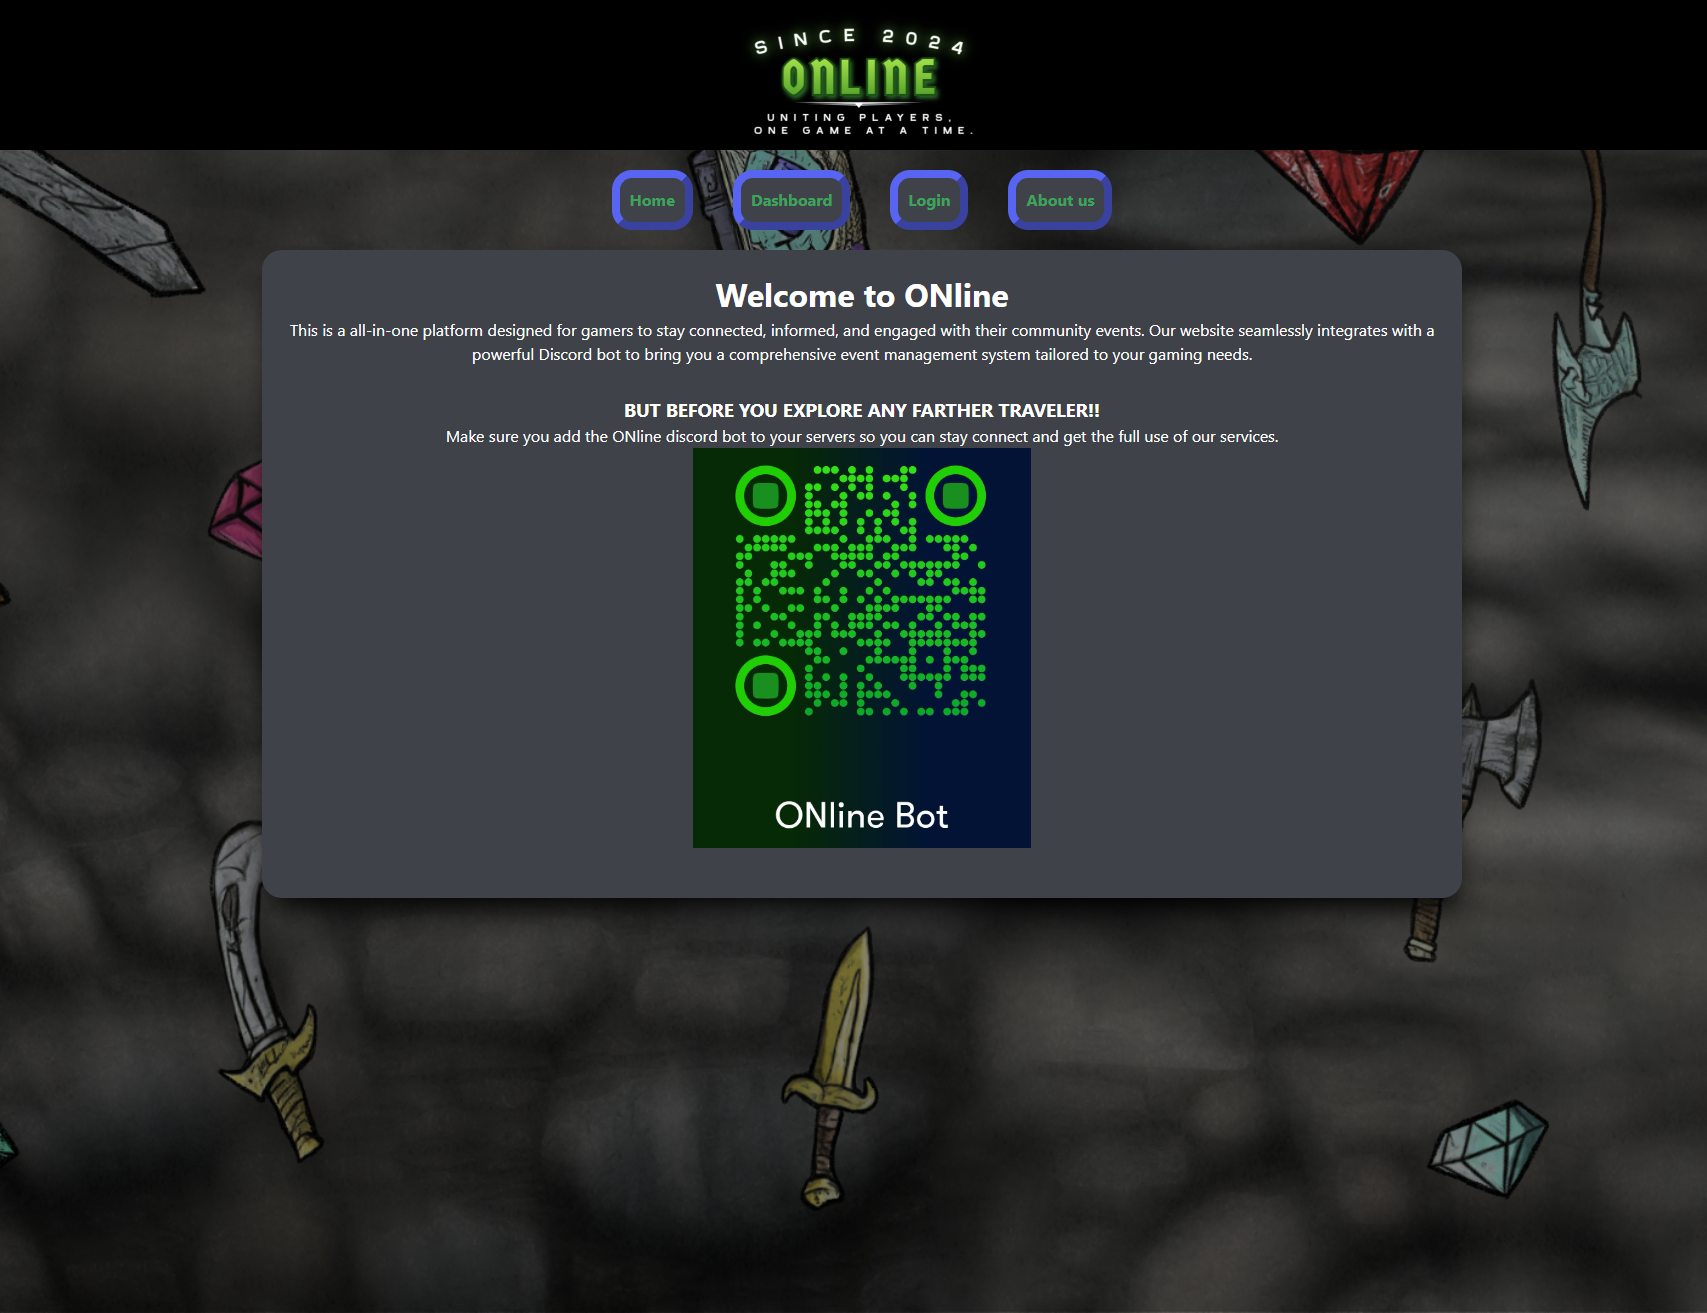 SINCE 2024
ONLINE
UNITING PLAYERS,
ONE GAME AT A TIME.
Home
Dashboard
Login
About us
Welcome to ONline
This is a all-in-one platform designed for gamers to stay connected, informed, and engaged with their community events. Our website seamlessly integrates with a
powerful Discord bot to bring you a comprehensive event management system tailored to your gaming needs.
BUT BEFORE YOU EXPLORE ANY FARTHER TRAVELER!!
Make sure you add the ONline discord bot to your servers so you can stay connect and get the full use of our services.
ONline Bot